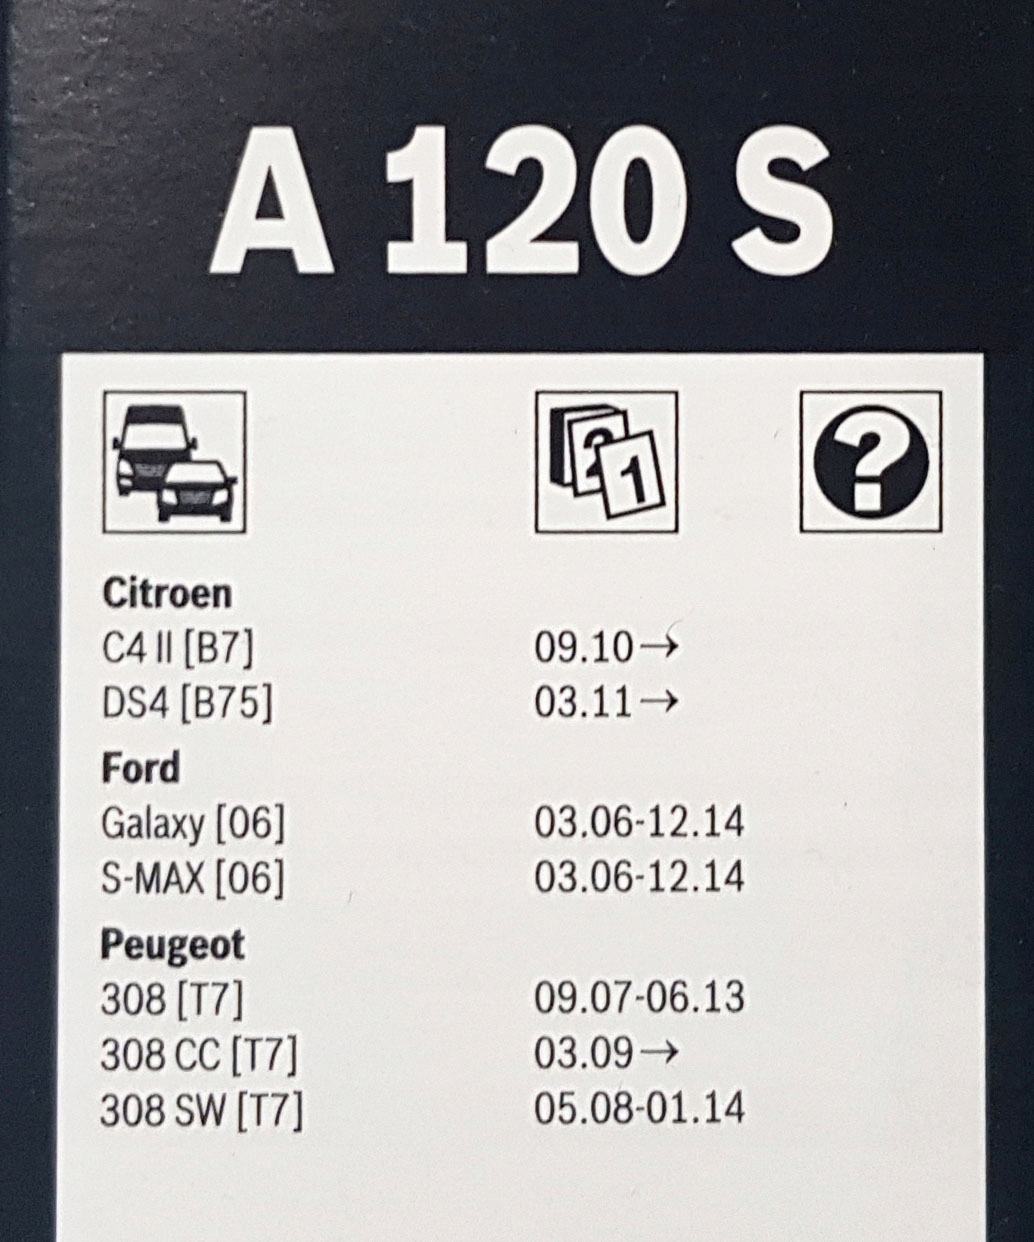 A 120 S
2 1 ?
Citroen
C4 II [B7] 09.10→
DS4 [B75] 03.11→
Ford
Galaxy [06] 03.06-12.14
S-MAX [06] 03.06-12.14
Peugeot
308 [T7] 09.07-06.13
308 CC [T7] 03.09→
308 SW [T7] 05.08-01.14